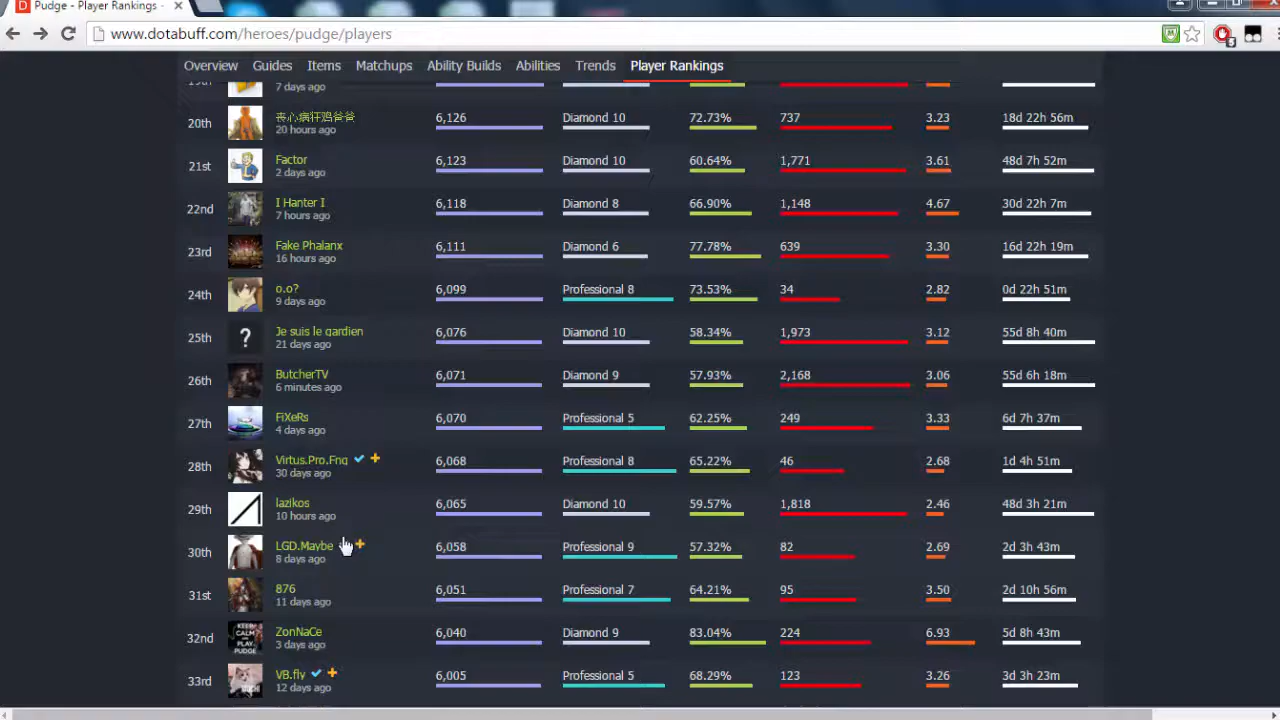 Pudge - Player Rankings -
www.dotabuff.com/heroes/pudge/players
Overview Guides Items Matchups Ability Builds Abilities Trends Player Rankings
7 days ago
20th 6,126 Diamond 10 72.73% 737 3.23 18d 22h 56m
20 hours ago
21st Factor 6,123 Diamond 10 60.64% 1,771 3.61 48d 7h 52m
2 days ago
22nd I Hanter I 6,118 Diamond 8 66.90% 1,148 4.67 30d 22h 7m
7 hours ago
23rd Fake Phalanx 6,111 Diamond 6 77.78% 639 3.30 16d 22h 19m
16 hours ago
24th o.o? 6,099 Professional 8 73.53% 34 2.82 0d 22h 51m
9 days ago
25th Je suis le gardien 6,076 Diamond 10 58.34% 1,973 3.12 55d 8h 40m
21 days ago
26th ButcherTV 6,071 Diamond 9 57.93% 2,168 3.06 55d 6h 18m
6 minutes ago
27th FiXeRs 6,070 Professional 5 62.25% 249 3.33 6d 7h 37m
4 days ago
28th Virtus.Pro.Fng 6,068 Professional 8 65.22% 46 2.68 1d 4h 51m
30 days ago
29th lazikos 6,065 Diamond 10 59.57% 1,818 2.46 48d 3h 21m
10 hours ago
30th LGD.Maybe 6,058 Professional 9 57.32% 82 2.69 2d 3h 43m
8 days ago
31st 876 6,051 Professional 7 64.21% 95 3.50 2d 10h 56m
11 days ago
32nd ZonNaCe 6,040 Diamond 9 83.04% 224 6.93 5d 8h 43m
3 days ago
KEEP CALM AND PLAY PUDGE
33rd VB.fly 6,005 Professional 5 68.29% 123 3.26 3d 3h 23m
12 days ago